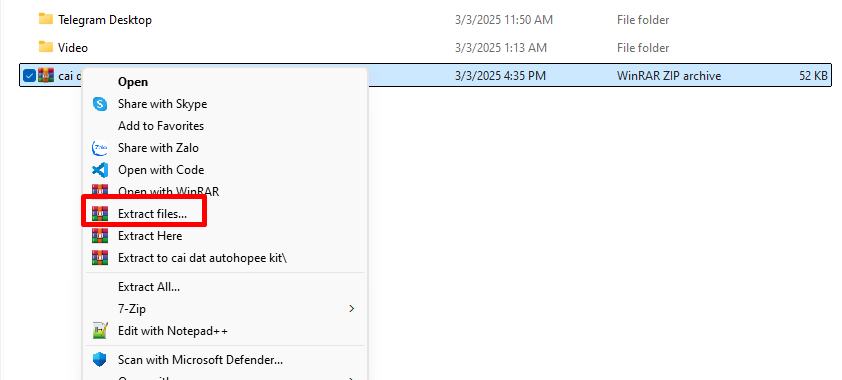 Telegram Desktop 3/3/2025 11:50 AM File folder
Video 3/3/2025 1:13 AM File folder
cai 3/3/2025 4:35 PM WinRAR ZIP archive 52 KB
Open
Share with Skype
Add to Favorites
Share with Zalo
Open with Code
Open with WinRAR
Extract files...
Extract Here
Extract to cai dat autohopee kit\
Extract All...
7-Zip
Edit with Notepad++
Scan with Microsoft Defender...